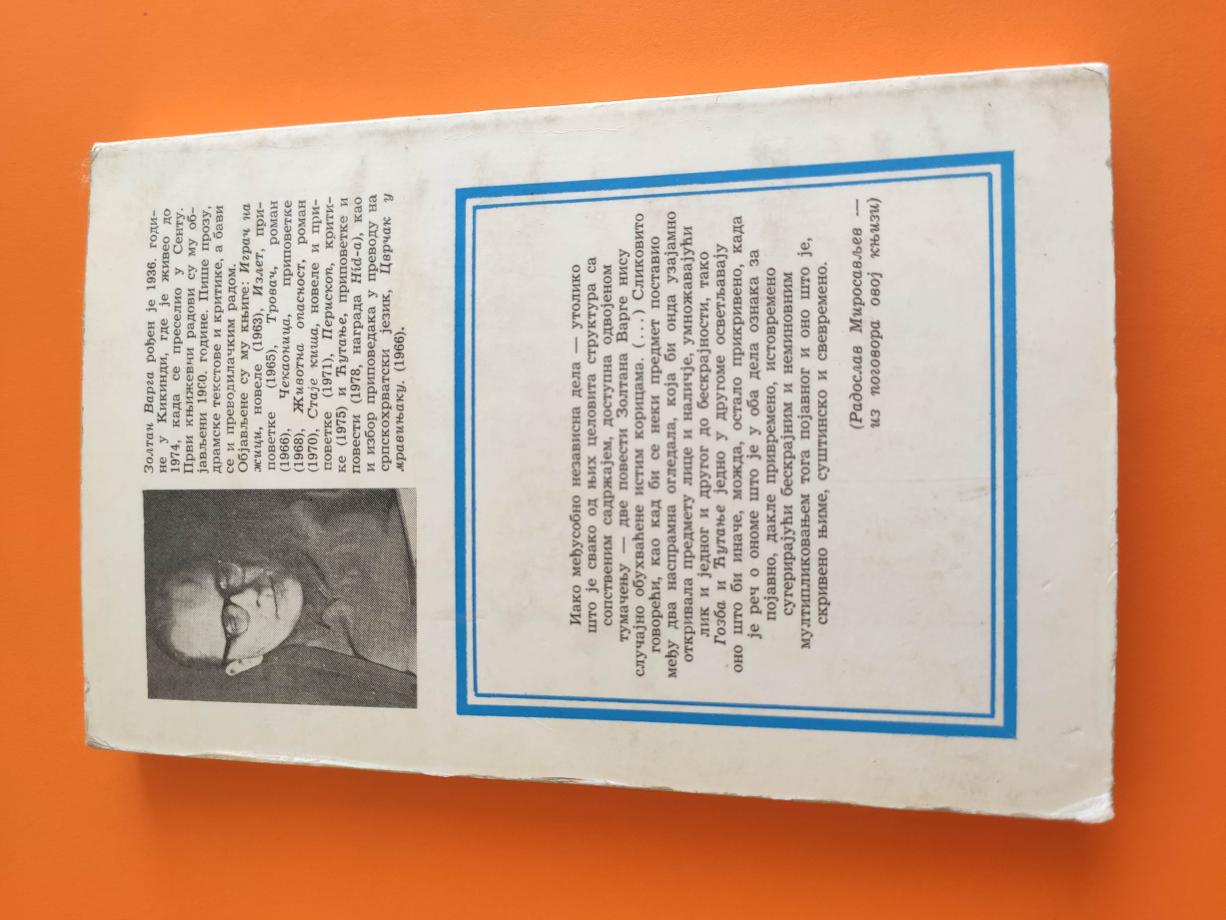 Золтан Варга рођен је 1936. годи-
не у Кикинди, где је живео до
1974, када се преселио у Сенту.
Први књижевни радови су му об-
јављени 1960. године. Пише прозу,
драмске текстове и критике, а бави
се и преводилачким радом.
Објављене су му књиге: Играч на
жици, новеле (1963), Излет, при-
поветке (1965), Тровач, роман
(1966), Чекаоница, приповетке
(1968), Животна опасност, роман
(1970), Стаје киша, новеле и при-
поветке (1971), Перископ, крити-
ке (1975) и Ћутање, приповетке и
повести (1978, награда Híd-a), као
и избор приповедака у преводу на
српскохрватски језик, Цврчак у
мравињаку. (1966).
Иако међусобно независна дела — утолико
што је свако од њих целовита структура са
сопственим садржајем, доступна одвојеном
тумачењу — две повести Золтана Варге нису
случајно обухваћене истим корицама. (...) Сликовито
говорећи, као кад би се неки предмет поставио
међу два наспрамна огледала, која би онда узајамно
откривала предмету лице и наличје, умножавајући
лик и једног и другог до бескрајности, тако
Гозба и Ћутање једно у другоме осветљавају
оно што би иначе, можда, остало прикривено, када
је реч о ономе што је у оба дела ознака за
појавно, дакле привремено, истовремено
сугерирајући бескрајним и неминовним
мултипликовањем тога појавног и оно што је,
скривено њиме, суштинско и свевремено.
(Радослав Миросављев —
из поговора овој књизи)